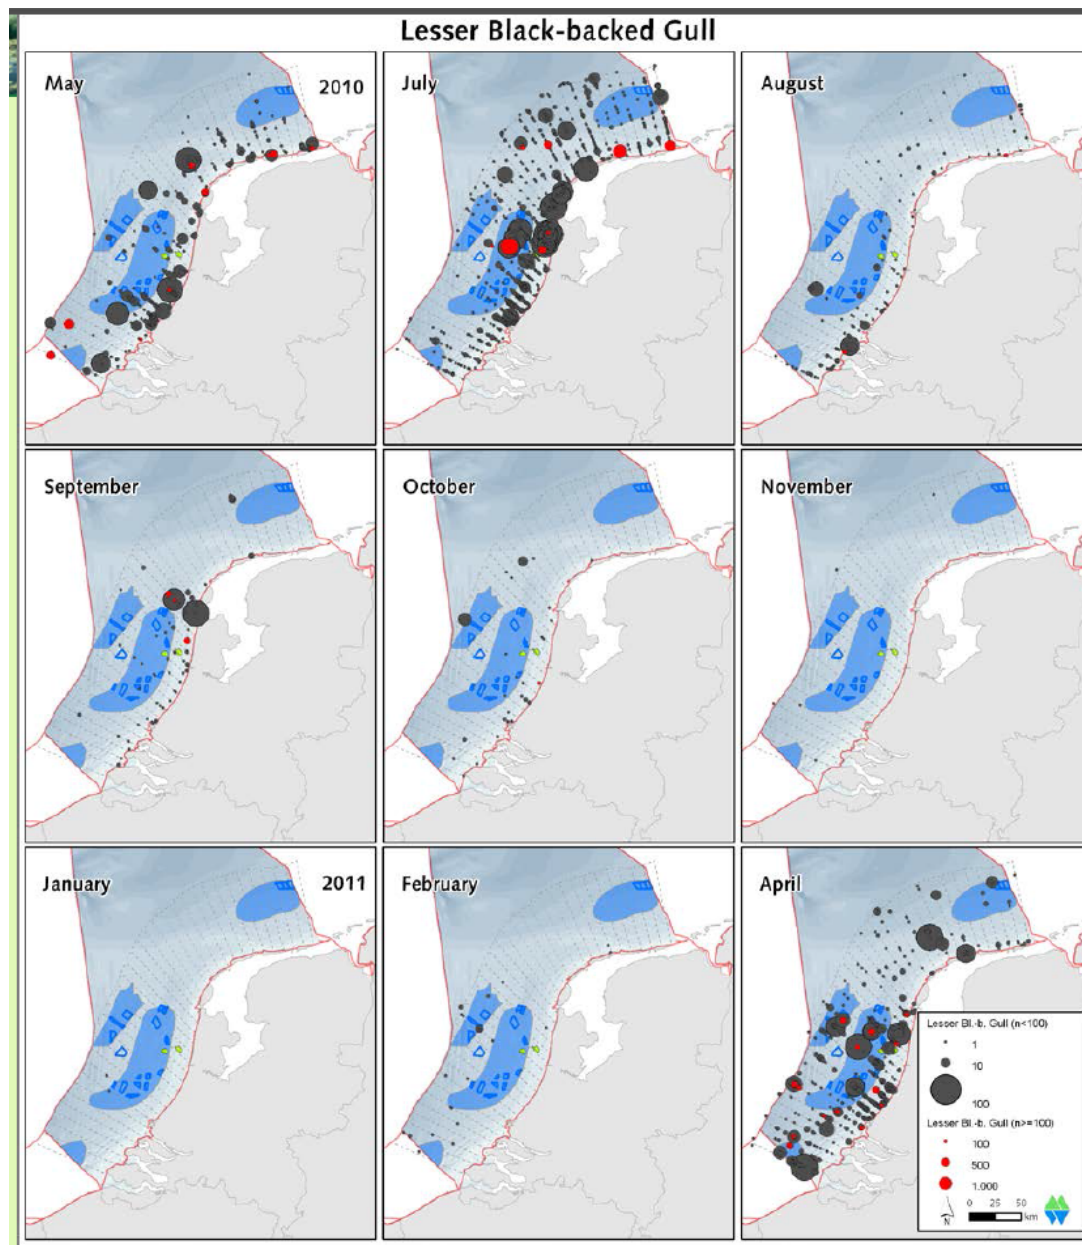 Lesser Black-backed Gull
May
2010
July
August
September
October
November
January
2011
February
April
Lesser Bl.-b. Gull (n<100)
1
10
100
Lesser Bl.-b. Gull (n>=100)
100
500
1.000
0 25 50
km
N